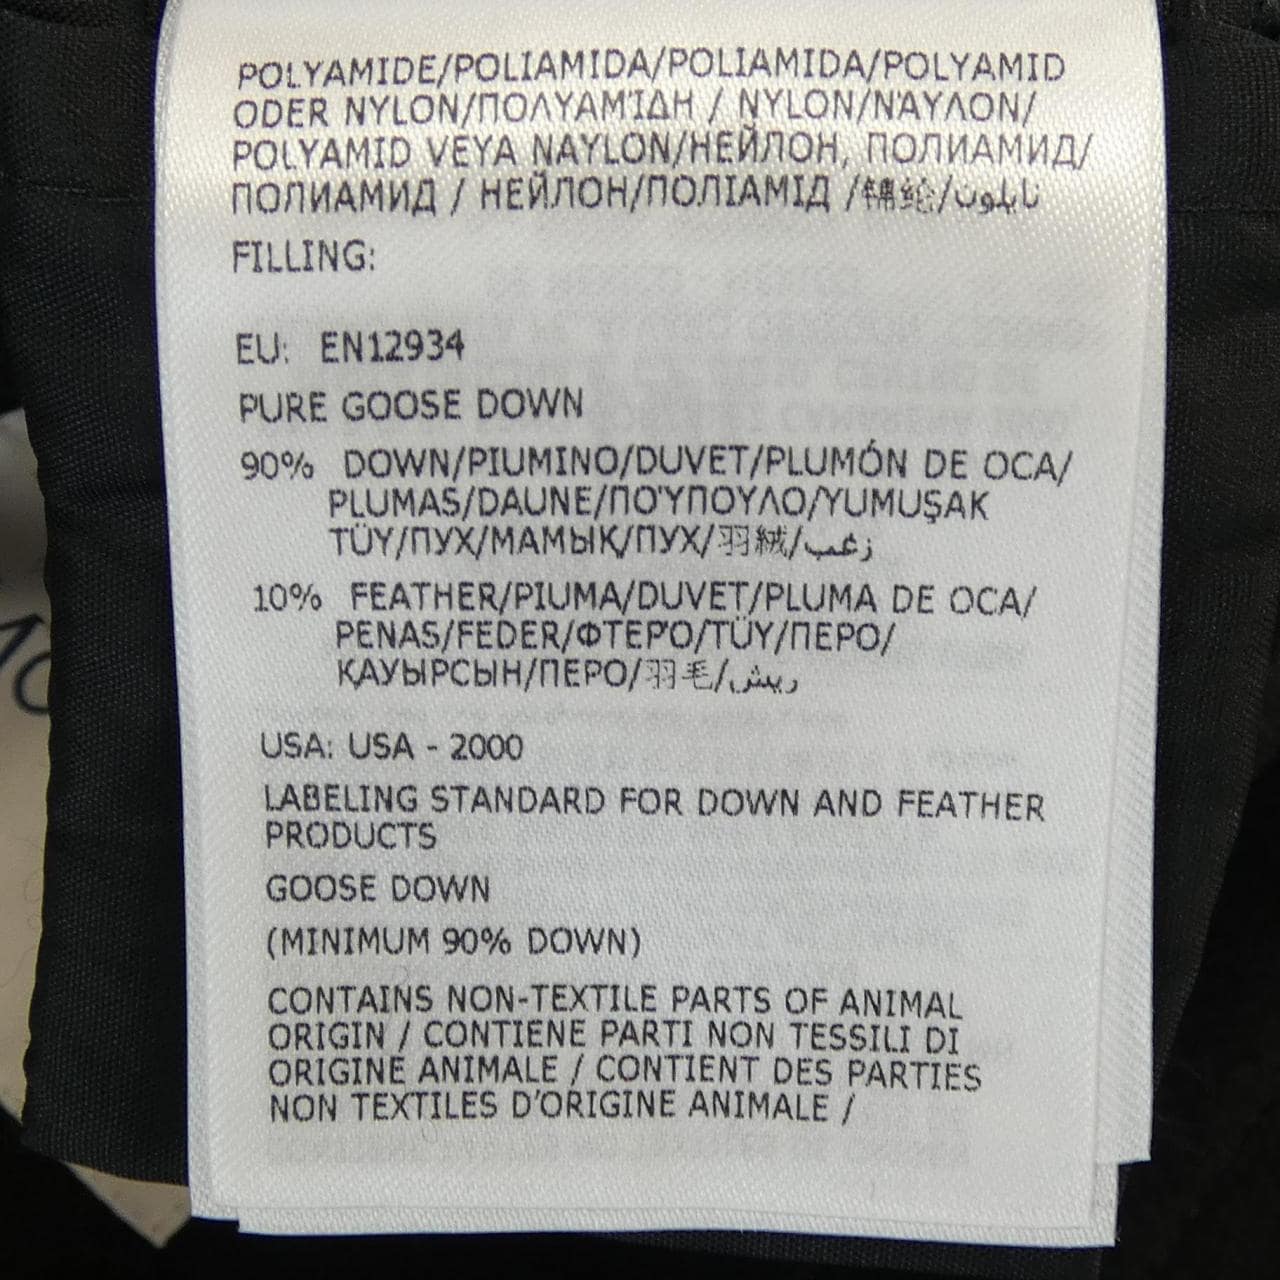 POLYAMIDE/POLIAMIDA/POLIAMIDA/POLYAMID
ODER NYLON/ΠΟΛΥΑΜΊΔΗ / NYLON/ΝΆΥΛΟΝ/
POLYAMID VEYA NAYLON/НЕЙЛОН, ПОЛИАМИД/
ПОЛИАМИД / НЕЙЛОН/ПОЛІАМІД /锦纶/نايلون
FILLING:
EU: EN12934
PURE GOOSE DOWN
90% DOWN/PIUMINO/DUVET/PLUMÓN DE OCA/
PLUMAS/DAUNE/ΠΟΎΠΟΥΛΟ/YUMUŞAK
TÜY/ПУХ/МАМЫҚ/ПУХ/羽絨/زغب
10% FEATHER/PIUMA/DUVET/PLUMA DE OCA/
PENAS/FEDER/ΦΤΕΡΌ/TÜY/ПЕРО/
ҚАУЫРСЫН/ПЕРО/羽毛/ريش
USA: USA - 2000
LABELING STANDARD FOR DOWN AND FEATHER
PRODUCTS
GOOSE DOWN
(MINIMUM 90% DOWN)
CONTAINS NON-TEXTILE PARTS OF ANIMAL
ORIGIN / CONTIENE PARTI NON TESSILI DI
ORIGINE ANIMALE / CONTIENT DES PARTIES
NON TEXTILES D'ORIGINE ANIMALE /